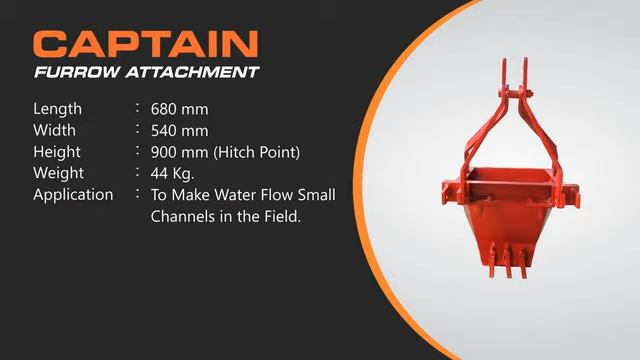 CAPTAIN
FURROW ATTACHMENT
Length : 680 mm
Width : 540 mm
Height : 900 mm (Hitch Point)
Weight : 44 Kg.
Application : To Make Water Flow Small
Channels in the Field.